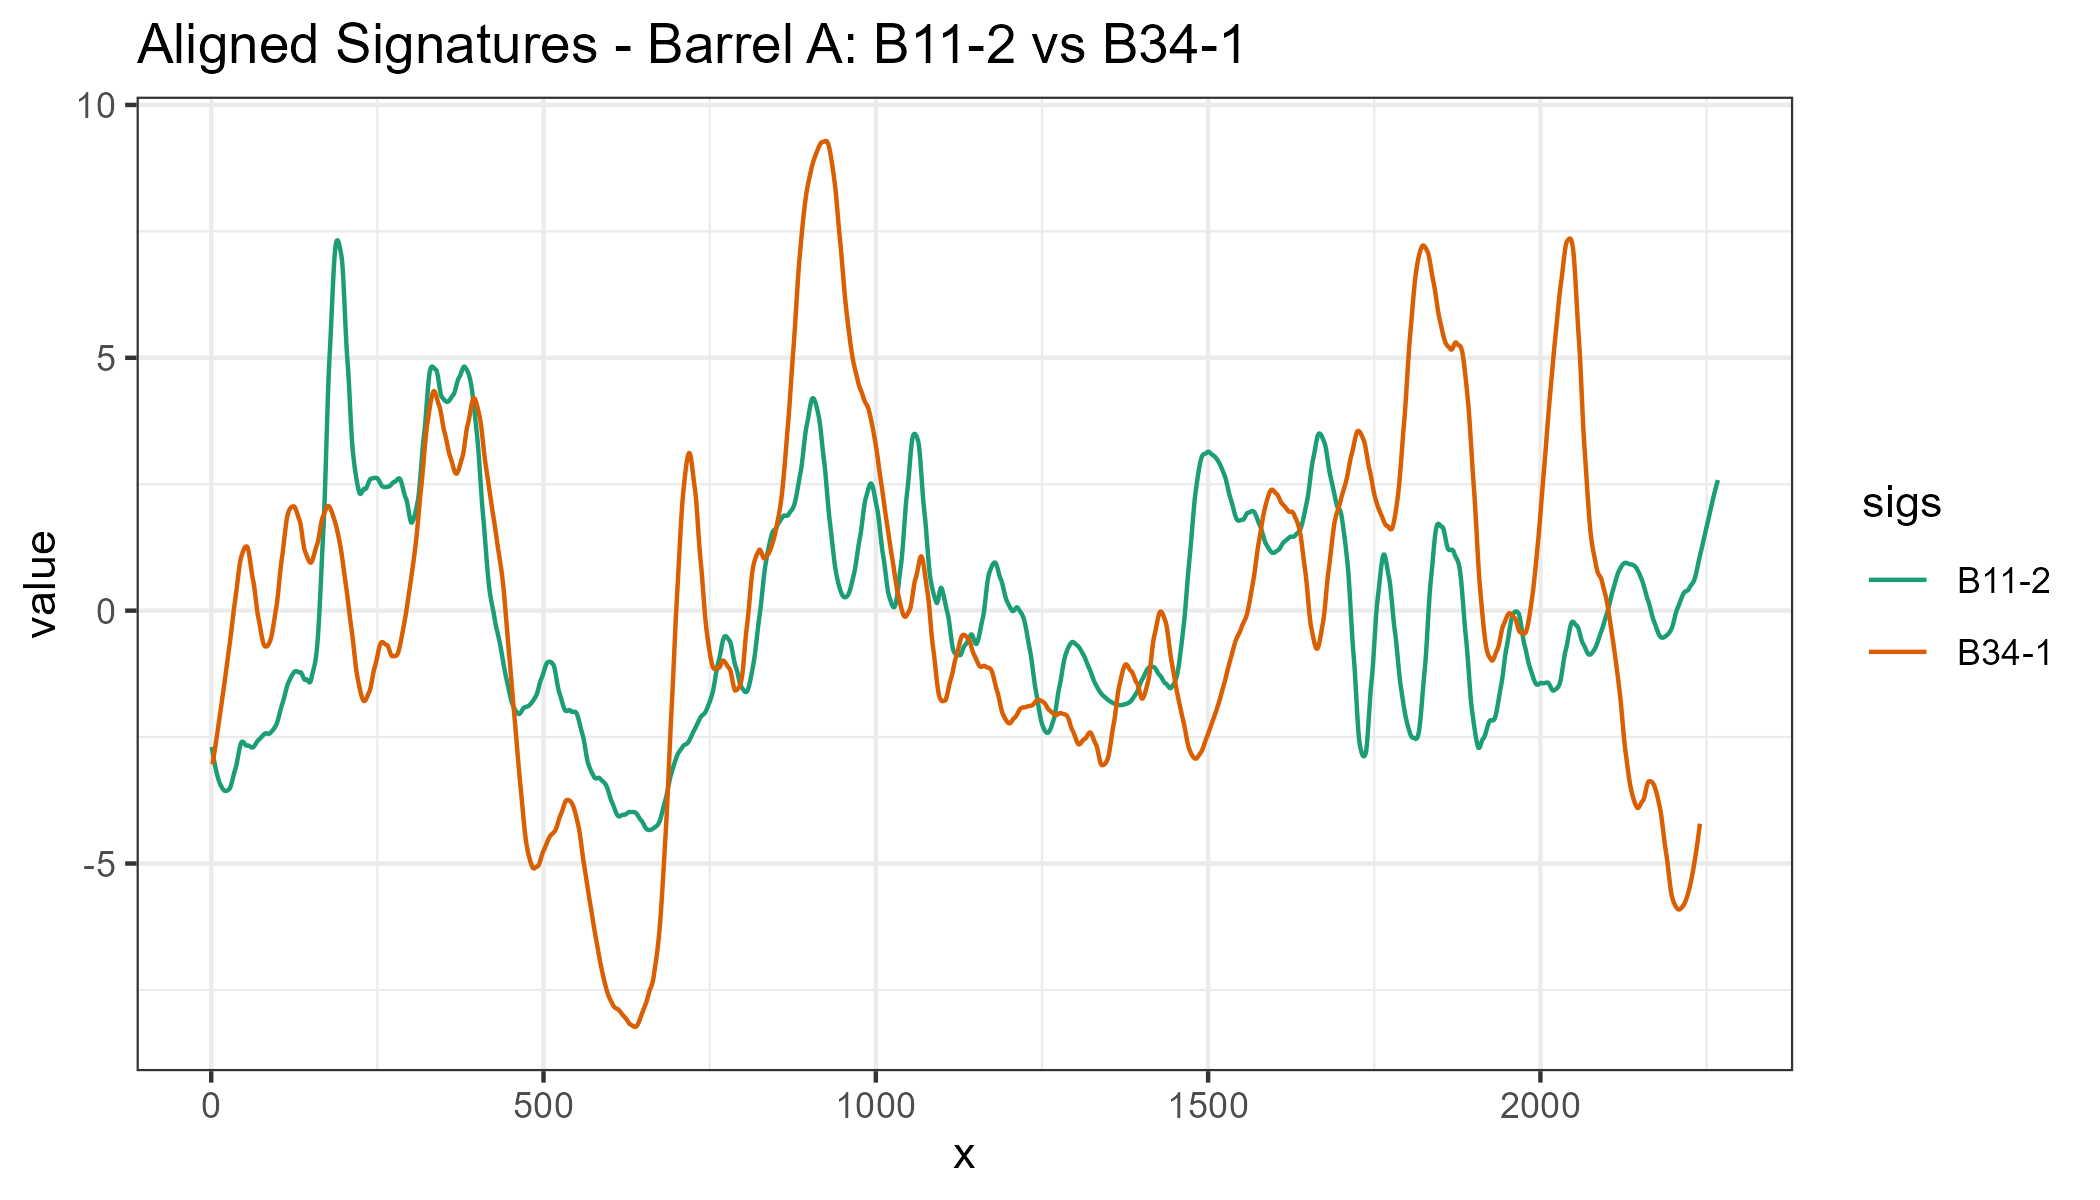 Aligned Signatures - Barrel A: B11-2 vs B34-1
10
5
0
-5
value
0 500 1000 1500 2000
x
sigs
B11-2
B34-1